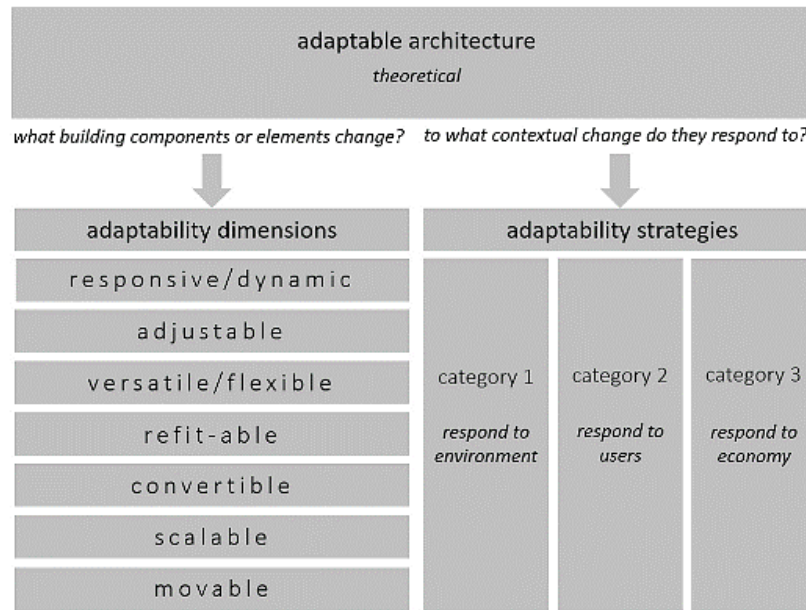 adaptable architecture
theoretical
what building components or elements change?
to what contextual change do they respond to?
adaptability dimensions
responsive/dynamic
adjustable
versatile/flexible
refit-able
convertible
scalable
movable
adaptability strategies
category 1
respond to
environment
category 2
respond to
users
category 3
respond to
economy